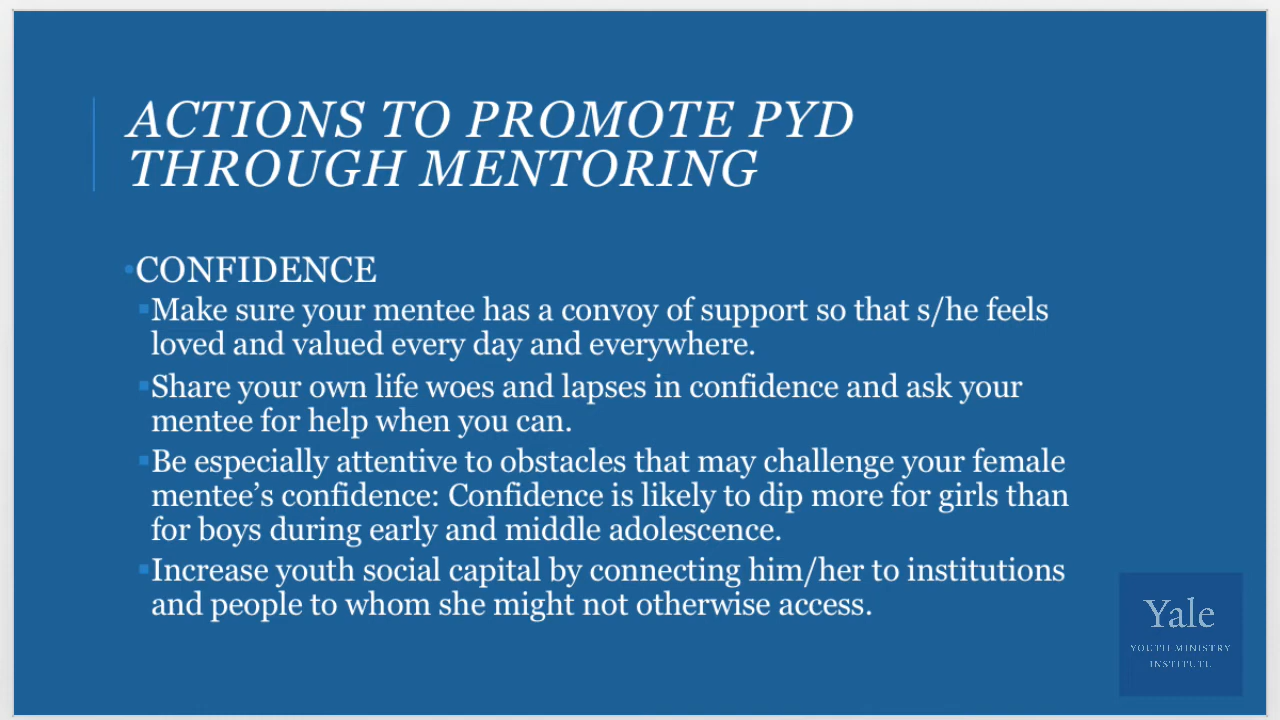 ACTIONS TO PROMOTE PYD
THROUGH MENTORING
•CONFIDENCE
▪Make sure your mentee has a convoy of support so that s/he feels
loved and valued every day and everywhere.
▪Share your own life woes and lapses in confidence and ask your
mentee for help when you can.
▪Be especially attentive to obstacles that may challenge your female
mentee’s confidence: Confidence is likely to dip more for girls than
for boys during early and middle adolescence.
▪Increase youth social capital by connecting him/her to institutions
and people to whom she might not otherwise access.
Yale
YOUTH MINISTRY
INSTITUTE